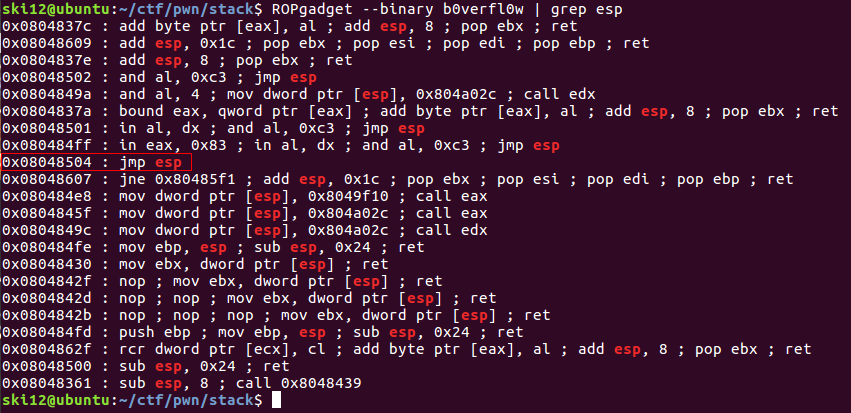 ski12@ubuntu:~/ctf/pwn/stack$ ROPgadget --binary b0verfl0w | grep esp
0x0804837c : add byte ptr [eax], al ; add esp, 8 ; pop ebx ; ret
0x08048609 : add esp, 0x1c ; pop ebx ; pop esi ; pop edi ; pop ebp ; ret
0x0804837e : add esp, 8 ; pop ebx ; ret
0x08048502 : and al, 0xc3 ; jmp esp
0x0804849a : and al, 4 ; mov dword ptr [esp], 0x804a02c ; call edx
0x0804837a : bound eax, qword ptr [eax] ; add byte ptr [eax], al ; add esp, 8 ; pop ebx ; ret
0x08048501 : in al, dx ; and al, 0xc3 ; jmp esp
0x080484ff : in eax, 0x83 ; in al, dx ; and al, 0xc3 ; jmp esp
0x08048504 : jmp esp
0x08048607 : jne 0x80485f1 ; add esp, 0x1c ; pop ebx ; pop esi ; pop edi ; pop ebp ; ret
0x080484e8 : mov dword ptr [esp], 0x8049f10 ; call eax
0x0804845f : mov dword ptr [esp], 0x804a02c ; call eax
0x0804849c : mov dword ptr [esp], 0x804a02c ; call edx
0x080484fe : mov ebp, esp ; sub esp, 0x24 ; ret
0x08048430 : mov ebx, dword ptr [esp] ; ret
0x0804842f : nop ; mov ebx, dword ptr [esp] ; ret
0x0804842d : nop ; nop ; mov ebx, dword ptr [esp] ; ret
0x0804842b : nop ; nop ; nop ; mov ebx, dword ptr [esp] ; ret
0x080484fd : push ebp ; mov ebp, esp ; sub esp, 0x24 ; ret
0x0804862f : rcr dword ptr [ecx], cl ; add byte ptr [eax], al ; add esp, 8 ; pop ebx ; ret
0x08048500 : sub esp, 0x24 ; ret
0x08048361 : sub esp, 8 ; call 0x8048439
ski12@ubuntu:~/ctf/pwn/stack$